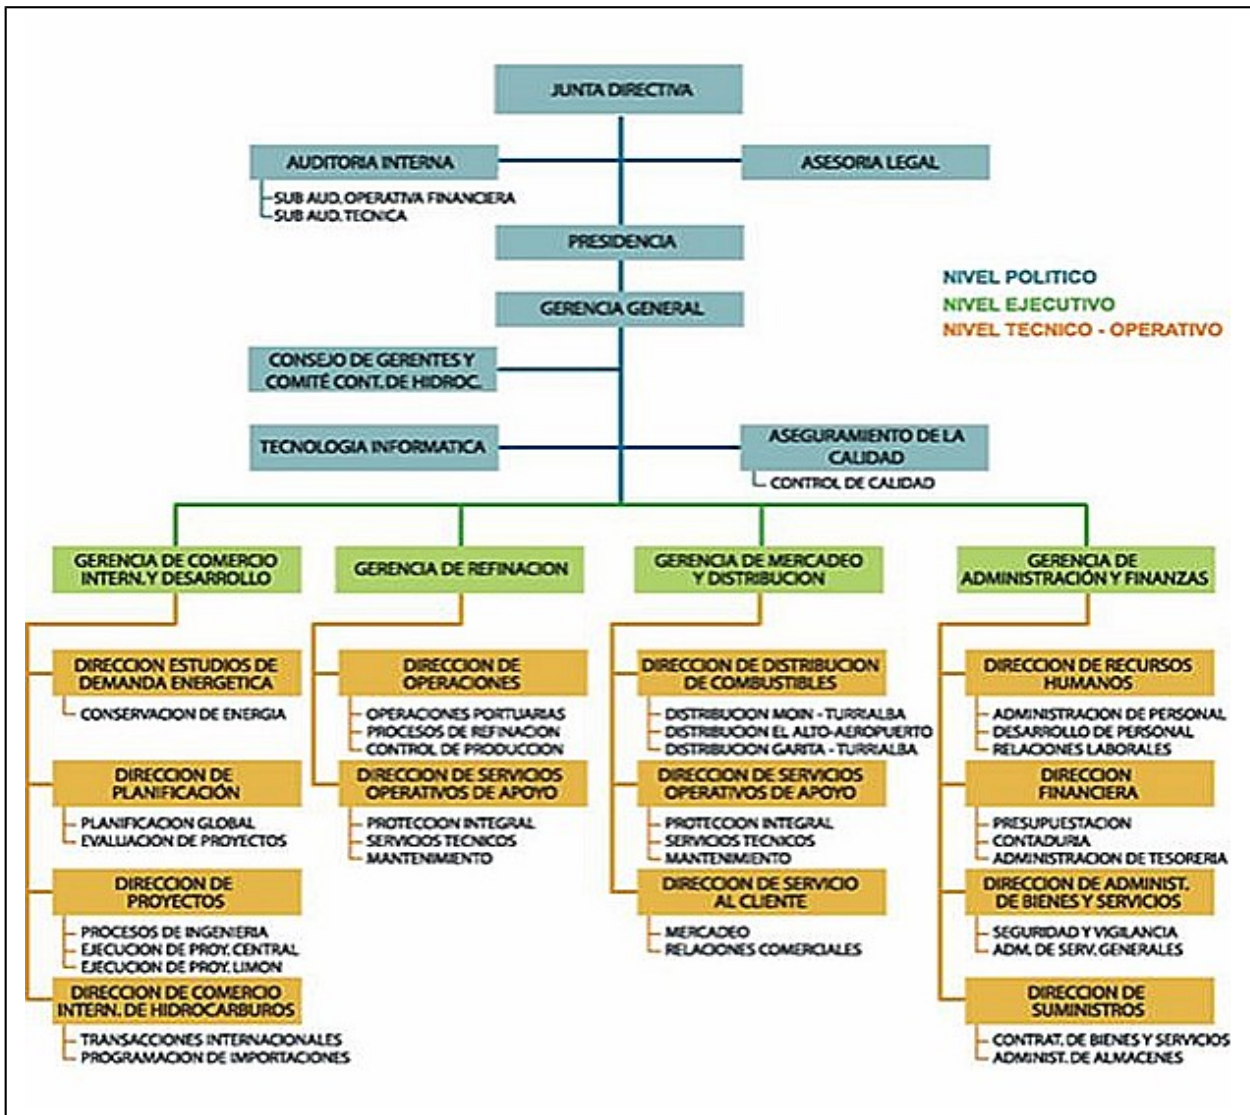 JUNTA DIRECTIVA
AUDITORIA INTERNA
SUB AUD. OPERATIVA FINANCIERA
SUB AUD. TECNICA
ASESORIA LEGAL
PRESIDENCIA
GERENCIA GENERAL
NIVEL POLITICO
NIVEL EJECUTIVO
NIVEL TECNICO - OPERATIVO
CONSEJO DE GERENTES Y
COMITÉ CONT. DE HIDROC.
TECNOLOGIA INFORMATICA
ASEGURAMIENTO DE LA
CALIDAD
CONTROL DE CALIDAD
GERENCIA DE COMERCIO
INTERN. Y DESARROLLO
DIRECCION ESTUDIOS DE
DEMANDA ENERGETICA
CONSERVACION DE ENERGIA
DIRECCION DE
PLANIFICACIÓN
PLANIFICACION GLOBAL
EVALUACION DE PROYECTOS
DIRECCION DE
PROYECTOS
PROCESOS DE INGENIERIA
EJECUCION DE PROY. CENTRAL
EJECUCION DE PROY. LIMON
DIRECCION DE COMERCIO
INTERN. DE HIDROCARBUROS
TRANSACCIONES INTERNACIONALES
PROGRAMACION DE IMPORTACIONES
GERENCIA DE REFINACION
DIRECCION DE
OPERACIONES
OPERACIONES PORTUARIAS
PROCESOS DE REFINACION
CONTROL DE PRODUCCION
DIRECCION DE SERVICIOS
OPERATIVOS DE APOYO
PROTECCION INTEGRAL
SERVICIOS TECNICOS
MANTENIMIENTO
GERENCIA DE MERCADEO
Y DISTRIBUCION
DIRECCION DE DISTRIBUCION
DE COMBUSTIBLES
DISTRIBUCION MOIN - TURRIALBA
DISTRIBUCION EL ALTO-AEROPUERTO
DISTRIBUCION GARITA - TURRIALBA
DIRECCION DE SERVICIOS
OPERATIVOS DE APOYO
PROTECCION INTEGRAL
SERVICIOS TECNICOS
MANTENIMIENTO
DIRECCION DE SERVICIO
AL CLIENTE
MERCADEO
RELACIONES COMERCIALES
GERENCIA DE
ADMINISTRACIÓN Y FINANZAS
DIRECCION DE RECURSOS
HUMANOS
ADMINISTRACION DE PERSONAL
DESARROLLO DE PERSONAL
RELACIONES LABORALES
DIRECCION
FINANCIERA
PRESUPUESTACION
CONTADURIA
ADMINISTRACION DE TESORERIA
DIRECCION DE ADMINIST.
DE BIENES Y SERVICIOS
SEGURIDAD Y VIGILANCIA
ADM. DE SERV. GENERALES
DIRECCION DE
SUMINISTROS
CONTRAT. DE BIENES Y SERVICIOS
ADMINIST. DE ALMACENES